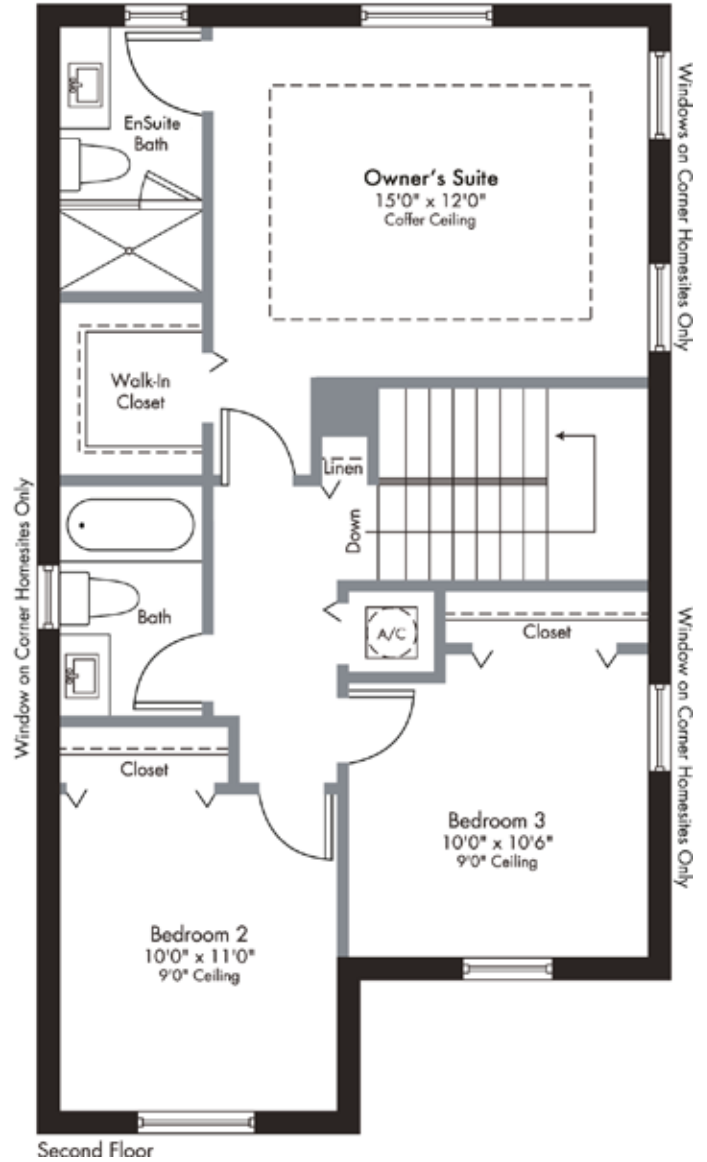 EnSuite
Bath
Owner's Suite
15'0" x 12'0"
Coffer Ceiling
Windows on Corner Homesites Only
Walk-In
Closet
Linen
Down
Window on Corner Homesites Only
Bath
A/C
Closet
Window on Corner Homesites Only
Closet
Bedroom 3
10'0" x 10'6"
9'0" Ceiling
Bedroom 2
10'0" x 11'0"
9'0" Ceiling
Second Floor